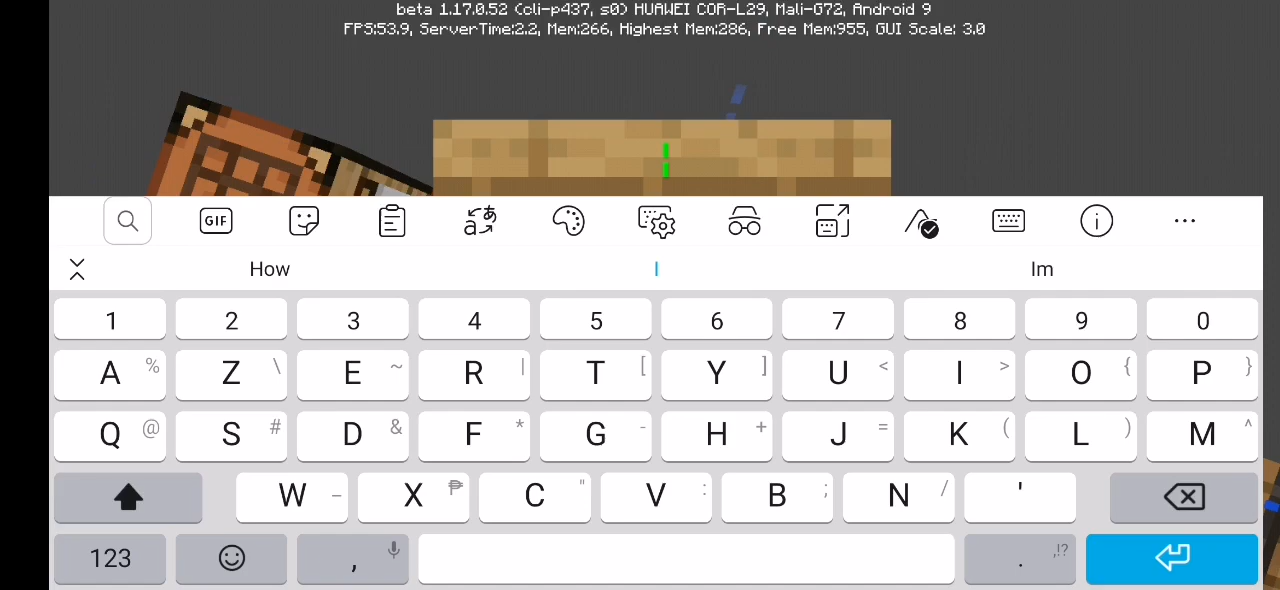 beta 1.17.0.52 (cli-p437, s0) HUAWEI COR-L29, Mali-G72, Android 9
FPS:53.9, ServerTime:2.2, Mem:266, Highest Mem:286, Free Mem:955, GUI Scale: 3.0
GIF
How I Im
1 2 3 4 5 6 7 8 9 0
A % Z \ E ~ R | T [ Y ] U < I > O { P }
Q @ S # D & F * G - H + J = K ( L ) M ^
W _ X ₱ C " V : B ; N / '
123 , . ,!?